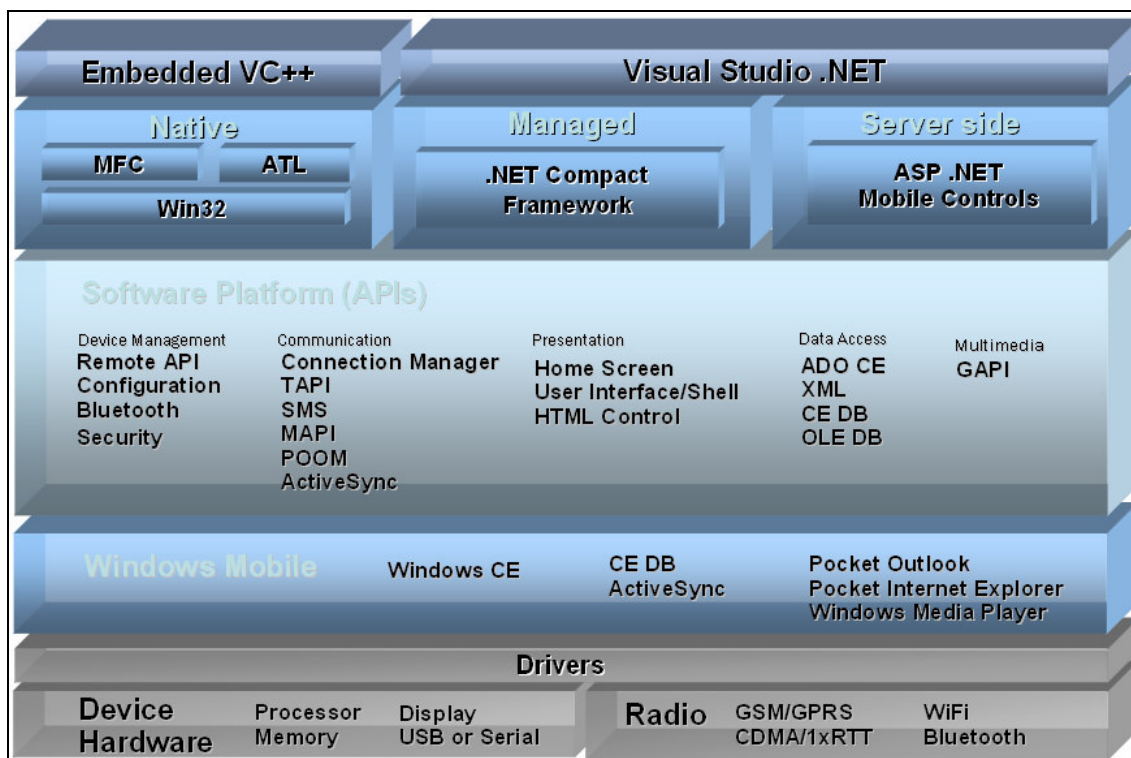 Embedded VC++
Visual Studio .NET
Native
MFC
ATL
Win32
Managed
.NET Compact
Framework
Server side
ASP .NET
Mobile Controls
Software Platform (APIs)
Device Management
Remote API
Configuration
Bluetooth
Security
Communication
Connection Manager
TAPI
SMS
MAPI
POOM
ActiveSync
Presentation
Home Screen
User Interface/Shell
HTML Control
Data Access
ADO CE
XML
CE DB
OLE DB
Multimedia
GAPI
Windows Mobile
Windows CE
CE DB
ActiveSync
Pocket Outlook
Pocket Internet Explorer
Windows Media Player
Drivers
Device
Hardware
Processor
Memory
Display
USB or Serial
Radio
GSM/GPRS
CDMA/1xRTT
WiFi
Bluetooth